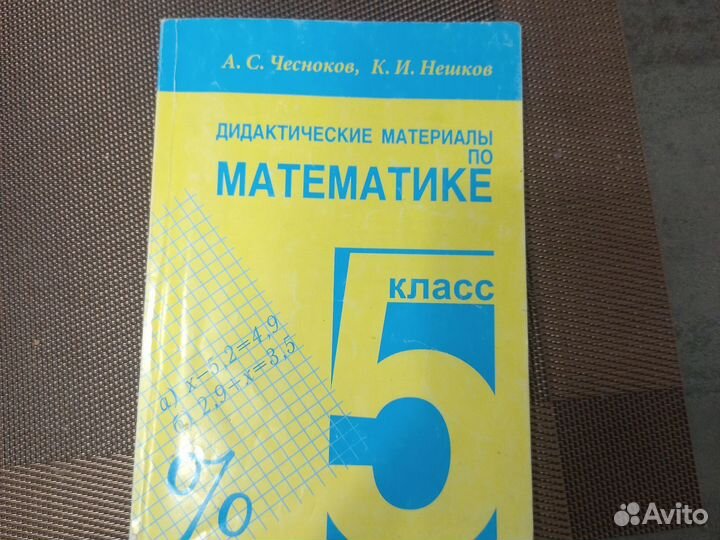 А. С. Чесноков, К. И. Нешков
ДИДАКТИЧЕСКИЕ МАТЕРИАЛЫ
ПО
МАТЕМАТИКЕ
класс
5
а) x−5,2=4,9
б) 2,9+x=3,5
%
Avito